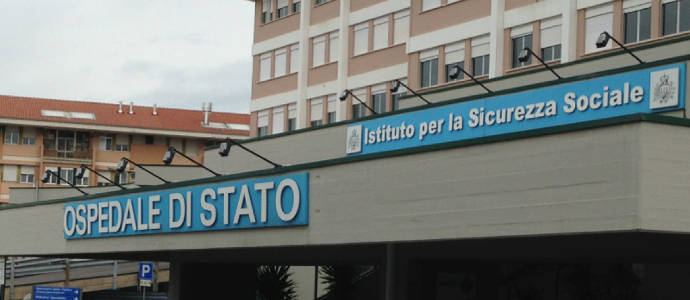 Istituto per la Sicurezza Sociale
OSPEDALE DI STATO
P